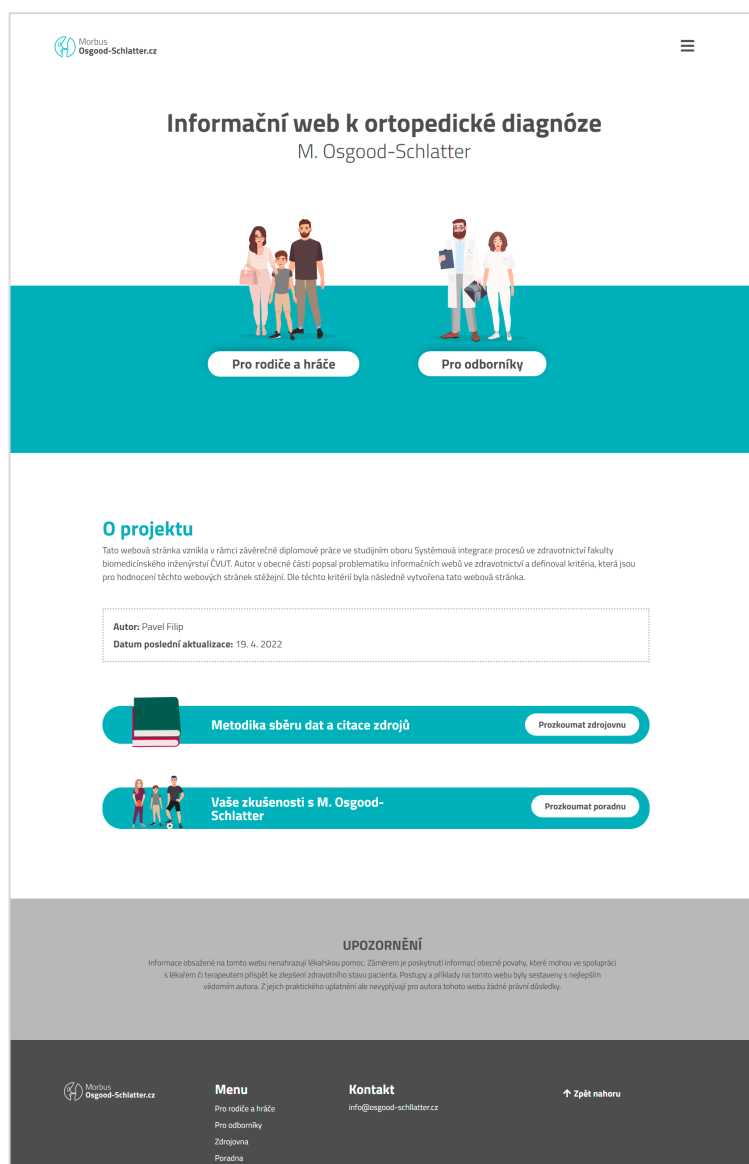 Morbus
Osgood-Schlatter.cz
Informační web k ortopedické diagnóze
M. Osgood-Schlatter
Pro rodiče a hráče
Pro odborníky
O projektu
Tato webová stránka vznikla v rámci závěrečné diplomové práce ve studijním oboru Systémová integrace procesů ve zdravotnictví fakulty
biomedicínského inženýrství ČVUT. Autor v obecné části popsal problematiku informačních webů ve zdravotnictví a definoval kritéria, která jsou
pro hodnocení těchto webových stránek stěžejní. Dle těchto kritérií byla následně vytvořena tato webová stránka.
Autor: Pavel Filip
Datum poslední aktualizace: 19. 4. 2022
Metodika sběru dat a citace zdrojů
Prozkoumat zdrojovnu
Vaše zkušenosti s M. Osgood-
Schlatter
Prozkoumat poradnu
UPOZORNĚNÍ
Informace obsažené na tomto webu nenahrazují lékařskou pomoc. Záměrem je poskytnutí informací obecné povahy, které mohou ve spolupráci
s lékařem či terapeutem přispět ke zlepšení zdravotního stavu pacienta. Postupy a příklady na tomto webu byly sestaveny s nejlepším
vědomím autora. Z jejich praktického uplatnění ale nevyplývají pro autora tohoto webu žádné právní důsledky.
Morbus
Osgood-Schlatter.cz
Menu
Pro rodiče a hráče
Pro odborníky
Zdrojovna
Poradna
Kontakt
info@osgood-schllatter.cz
↑ Zpět nahoru